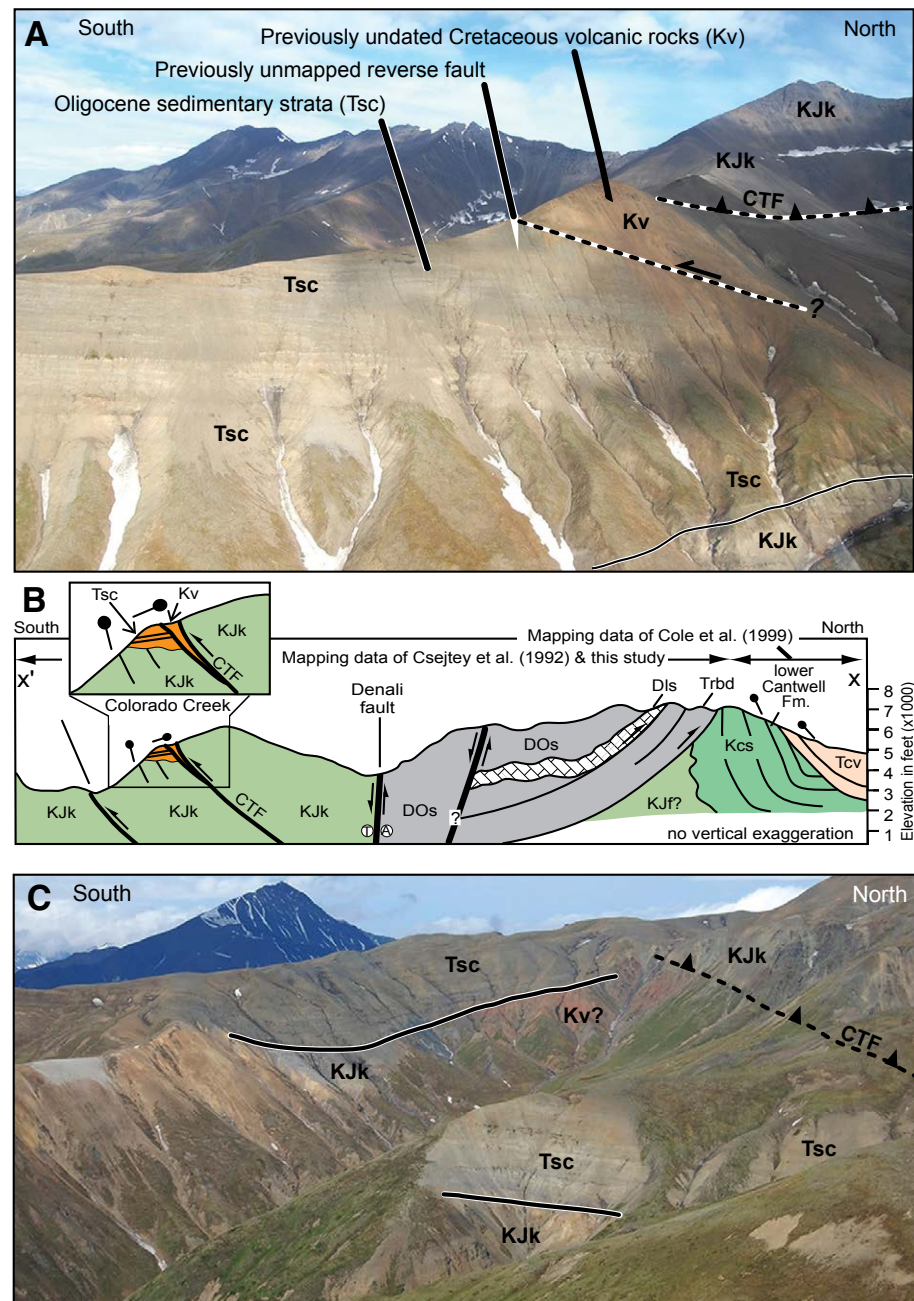 A
South
North
Previously undated Cretaceous volcanic rocks (Kv)
Previously unmapped reverse fault
Oligocene sedimentary strata (Tsc)
KJk
KJk
CTF
Kv
Tsc
?
Tsc
Tsc
KJk
B
Tsc
Kv
KJk
CTF
KJk
South
North
Mapping data of Cole et al. (1999)
Mapping data of Csejtey et al. (1992) & this study
X'
X
Colorado Creek
Denali
fault
Dls
Trbd
lower
Cantwell
Fm.
8
7
6
5
4
3
2
1
Elevation in feet (x1000)
DOs
Kcs
Tcv
KJk
KJk
CTF
KJk
DOs
?
KJf?
T
A
no vertical exaggeration
C
South
North
Tsc
KJk
Kv?
KJk
CTF
Tsc
Tsc
KJk